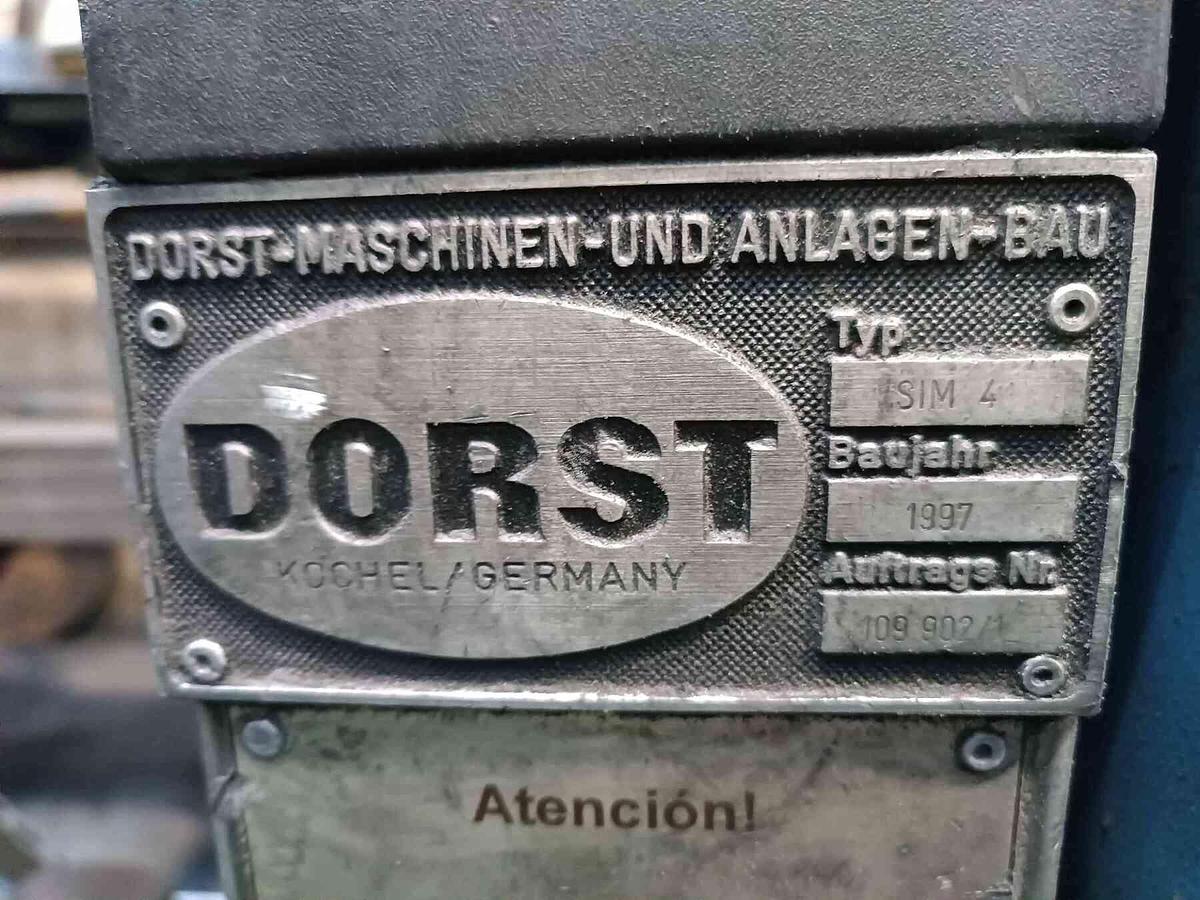 DORST-MASCHINEN-UND ANLAGEN-BAU
DORST
KOCHEL/GERMANY
Typ
SIM 4
Baujahr
1997
Auftrags Nr.
109 902/1
Atención!